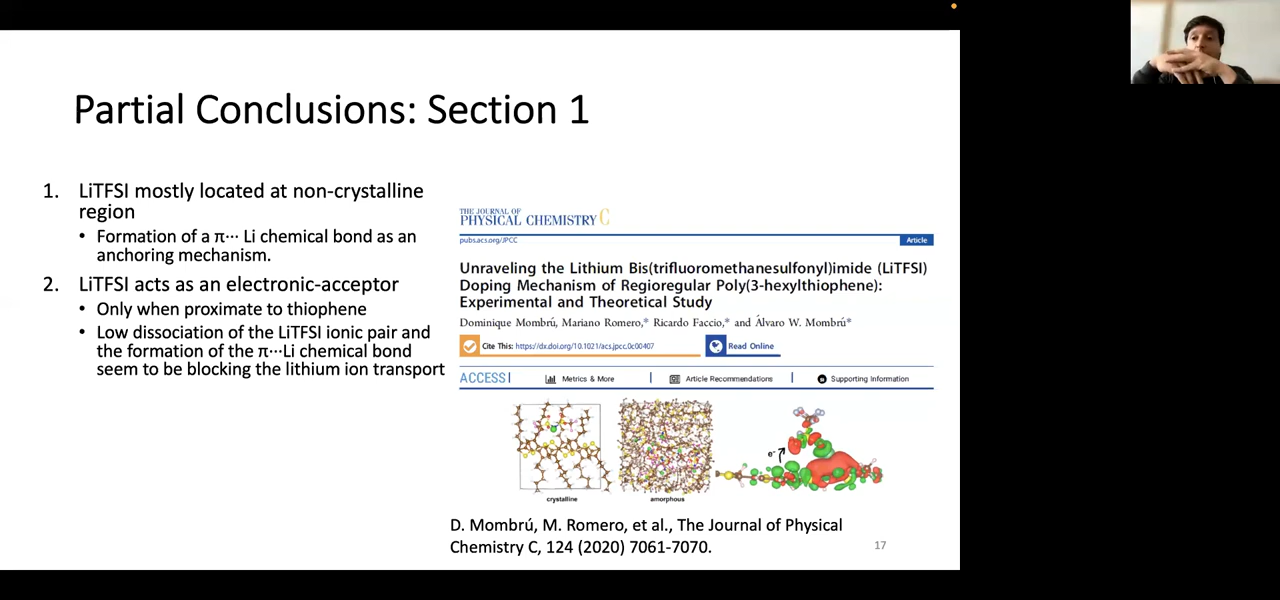 Partial Conclusions: Section 1
1. LiTFSI mostly located at non-crystalline
region
• Formation of a π··· Li chemical bond as an
anchoring mechanism.
2. LiTFSI acts as an electronic-acceptor
• Only when proximate to thiophene
• Low dissociation of the LiTFSI ionic pair and
the formation of the π···Li chemical bond
seem to be blocking the lithium ion transport
THE JOURNAL OF
PHYSICAL CHEMISTRY C
pubs.acs.org/JPCC Article
Unraveling the Lithium Bis(trifluoromethanesulfonyl)imide (LiTFSI)
Doping Mechanism of Regioregular Poly(3-hexylthiophene):
Experimental and Theoretical Study
Dominique Mombrú, Mariano Romero,* Ricardo Faccio,* and Álvaro W. Mombrú*
Cite This: https://dx.doi.org/10.1021/acs.jpcc.0c00407 Read Online
ACCESS | Metrics & More | Article Recommendations | Supporting Information
e-
crystalline amorphous
D. Mombrú, M. Romero, et al., The Journal of Physical
Chemistry C, 124 (2020) 7061-7070.
17